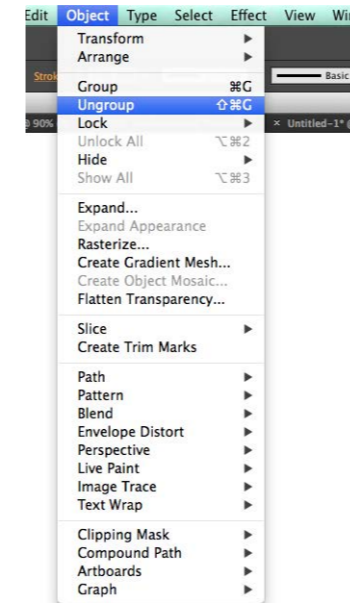 Edit Object Type Select Effect View Wi
Transform
Arrange
Strok
Basic
Group ⌘G
Ungroup ⇧⌘G
90%
Lock
× Untitled-1*
Unlock All ⌥⌘2
Hide
Show All ⌥⌘3
Expand...
Expand Appearance
Rasterize...
Create Gradient Mesh...
Create Object Mosaic...
Flatten Transparency...
Slice
Create Trim Marks
Path
Pattern
Blend
Envelope Distort
Perspective
Live Paint
Image Trace
Text Wrap
Clipping Mask
Compound Path
Artboards
Graph